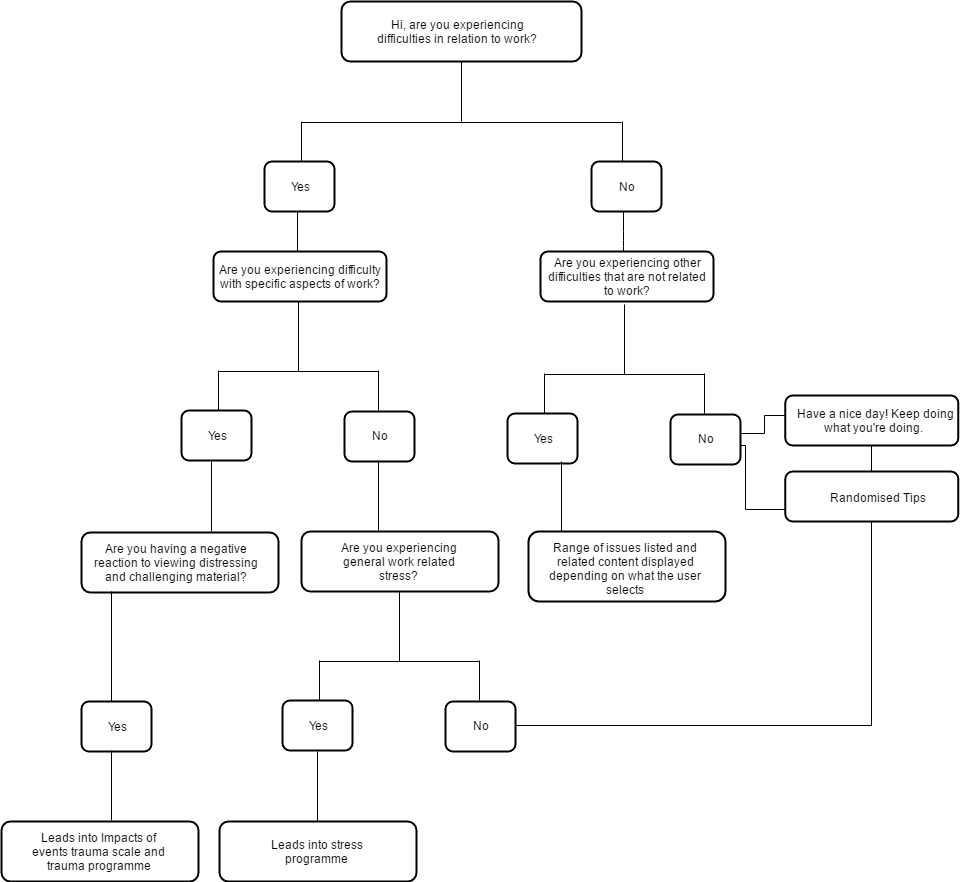 Hi, are you experiencing
difficulties in relation to work?
Yes
No
Are you experiencing difficulty
with specific aspects of work?
Are you experiencing other
difficulties that are not related
to work?
Yes
No
Yes
No
Have a nice day! Keep doing
what you're doing.
Randomised Tips
Are you having a negative
reaction to viewing distressing
and challenging material?
Are you experiencing
general work related
stress?
Range of issues listed and
related content displayed
depending on what the user
selects
Yes
Yes
No
Leads into Impacts of
events trauma scale and
trauma programme
Leads into stress
programme